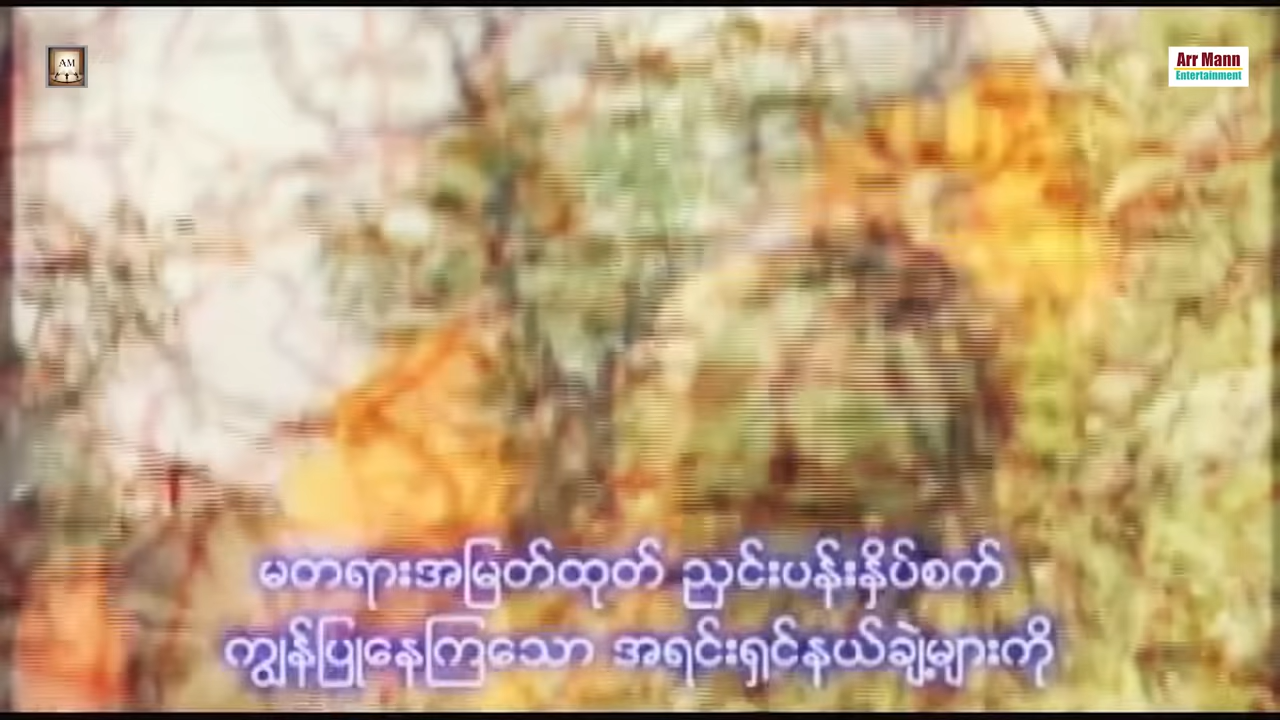 AM
Arr Mann
Entertainment
မတရားအမြတ်ထုတ် ညှင်းပန်းနှိပ်စက်
ကျွန်ပြုနေကြသော အရင်းရှင်နယ်ချဲ့များကို